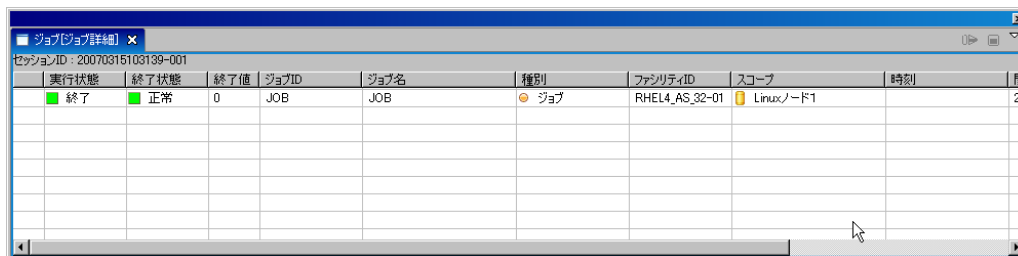 ジョブ[ジョブ詳細]
セッションID : 20070315103139-001
実行状態 終了状態 終了値 ジョブID ジョブ名 種別 ファシリティID スコープ 時刻
終了 正常 0 JOB JOB ジョブ RHEL4_AS_32-01 Linuxノード1